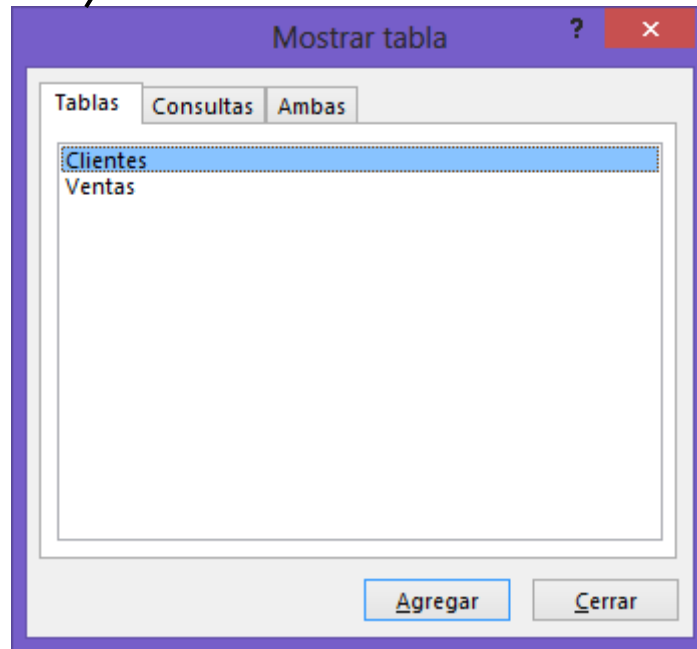 Mostrar tabla ? ×
Tablas Consultas Ambas
Clientes
Ventas
Agregar Cerrar